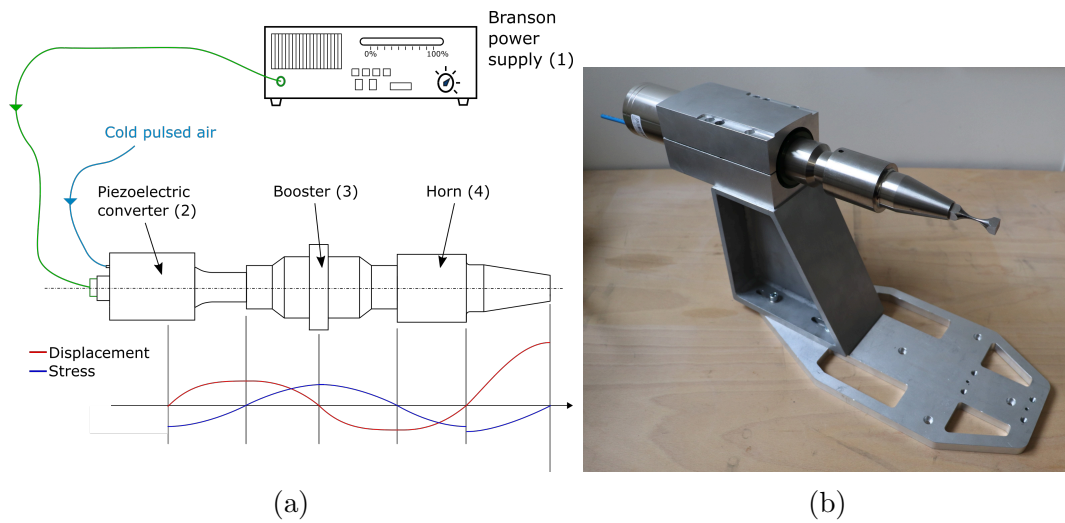 Branson
power
supply (1)
0%
100%
Cold pulsed air
Piezoelectric
converter (2)
Booster (3)
Horn (4)
Displacement
Stress
(a)
(b)